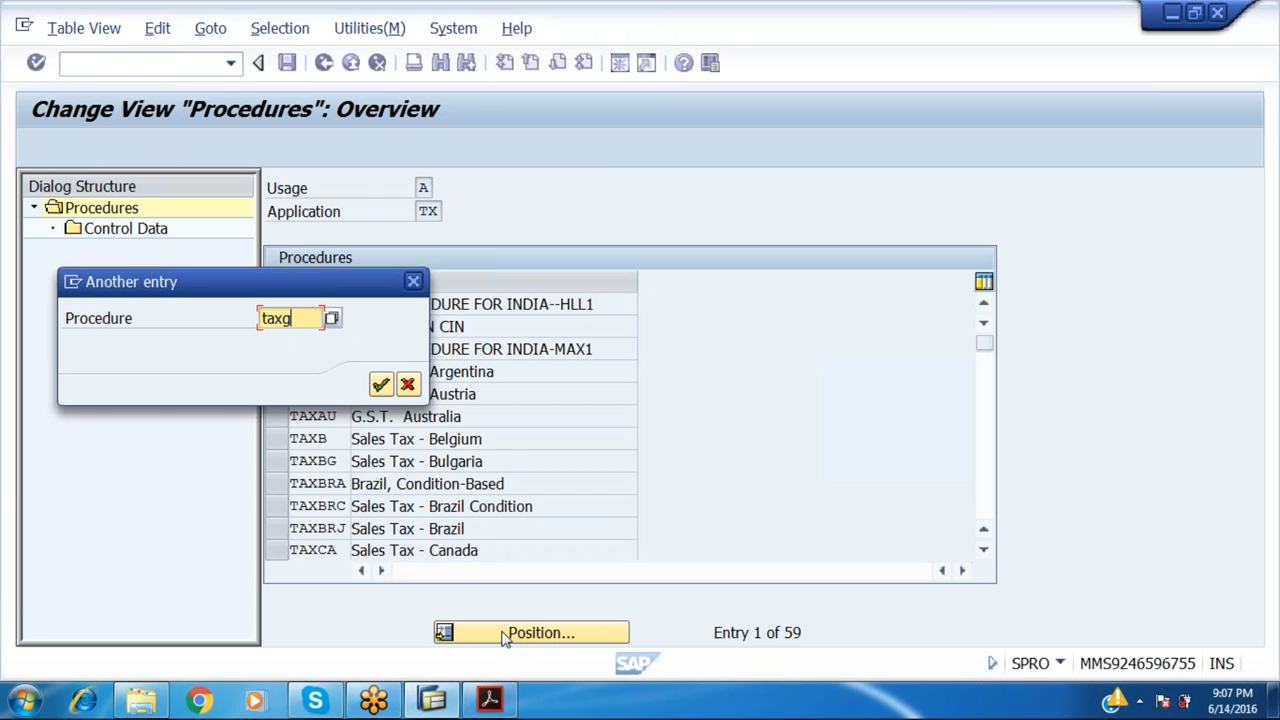 Table View Edit Goto Selection Utilities(M) System Help
Change View "Procedures": Overview
Dialog Structure
Procedures
Control Data
Usage A
Application TX
Procedures
Another entry
Procedure taxg
DURE FOR INDIA--HLL1
N CIN
DURE FOR INDIA-MAX1
Argentina
Austria
TAXAU G.S.T. Australia
TAXB Sales Tax - Belgium
TAXBG Sales Tax - Bulgaria
TAXBRA Brazil, Condition-Based
TAXBRC Sales Tax - Brazil Condition
TAXBRJ Sales Tax - Brazil
TAXCA Sales Tax - Canada
Position... Entry 1 of 59
SAP SPRO MMS9246596755 INS
9:07 PM
6/14/2016